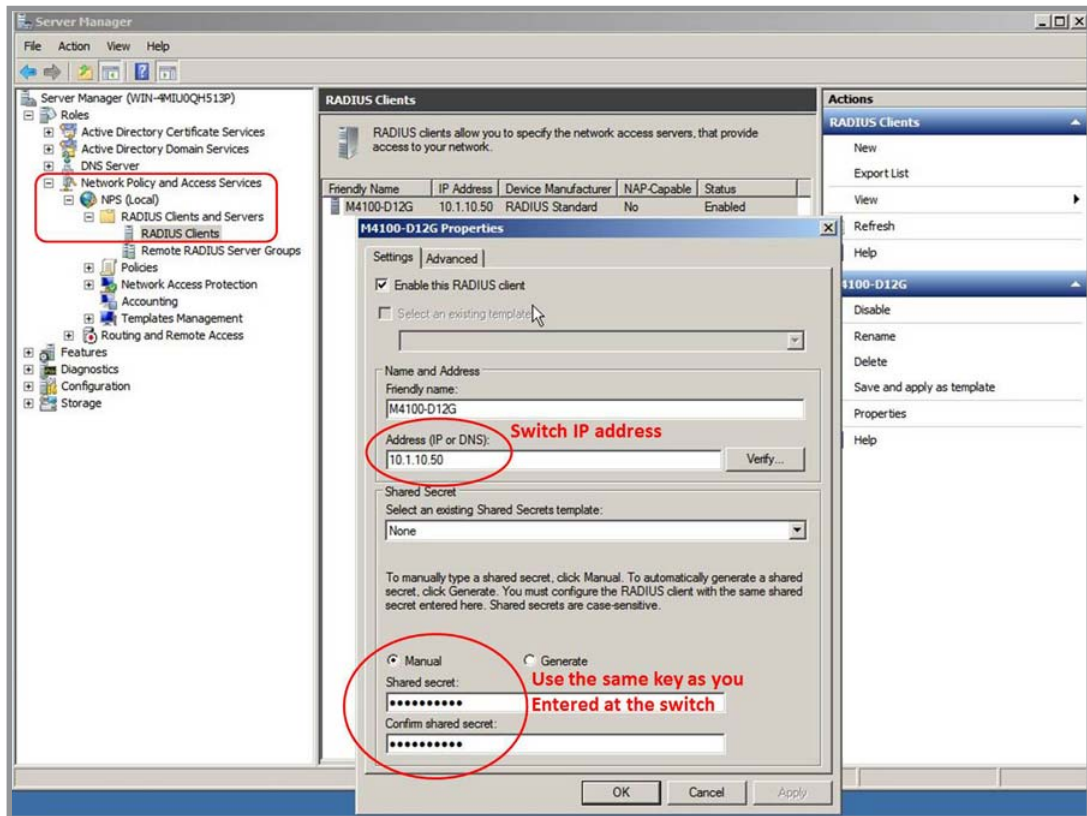 Server Manager
File Action View Help
Server Manager (WIN-4MIU0QH513P)
Roles
Active Directory Certificate Services
Active Directory Domain Services
DNS Server
Network Policy and Access Services
NPS (Local)
RADIUS Clients and Servers
RADIUS Clients
Remote RADIUS Server Groups
Policies
Network Access Protection
Accounting
Templates Management
Routing and Remote Access
Features
Diagnostics
Configuration
Storage
RADIUS Clients
RADIUS clients allow you to specify the network access servers, that provide
access to your network.
Friendly Name IP Address Device Manufacturer NAP-Capable Status
M4100-D12G 10.1.10.50 RADIUS Standard No Enabled
M4100-D12G Properties
Settings Advanced
Enable this RADIUS client
Select an existing template
Name and Address
Friendly name:
M4100-D12G
Address (IP or DNS):
Switch IP address
10.1.10.50
Verify...
Shared Secret
Select an existing Shared Secrets template:
None
To manually type a shared secret, click Manual. To automatically generate a shared
secret, click Generate. You must configure the RADIUS client with the same shared
secret entered here. Shared secrets are case-sensitive.
Manual Generate
Shared secret:
Use the same key as you
Entered at the switch
Confirm shared secret:
OK Cancel Apply
Actions
RADIUS Clients
New
Export List
View
Refresh
Help
4100-D12G
Disable
Rename
Delete
Save and apply as template
Properties
Help